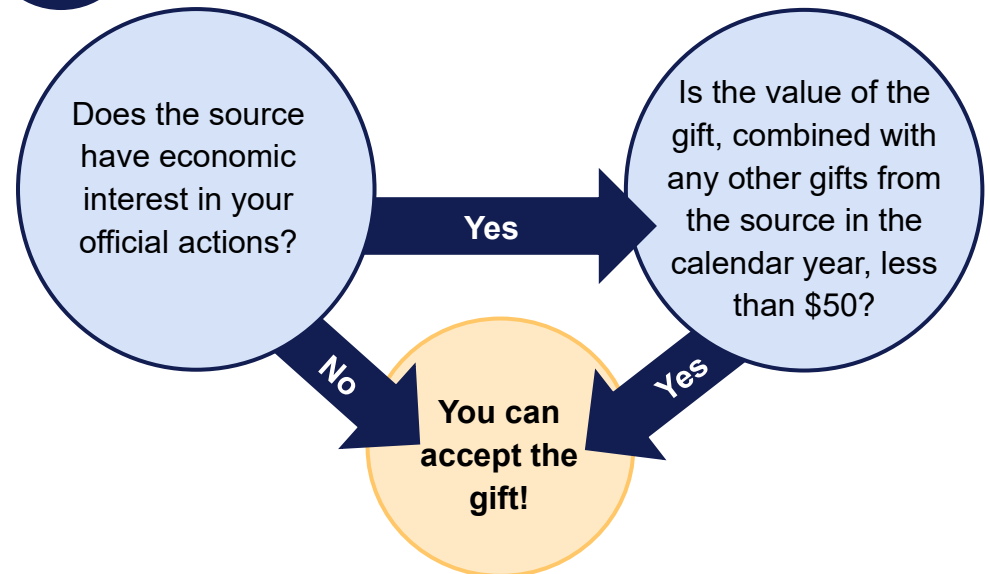 Does the source
have economic
interest in your
official actions?
Yes
Is the value of the
gift, combined with
any other gifts from
the source in the
calendar year, less
than $50?
No
Yes
You can
accept the
gift!